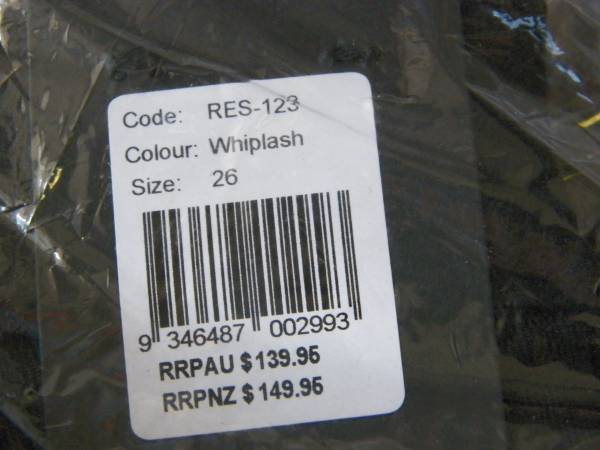 Code: RES-123
Colour: Whiplash
Size: 26
9 346487 002993
RRPAU $139.95
RRPNZ $149.95